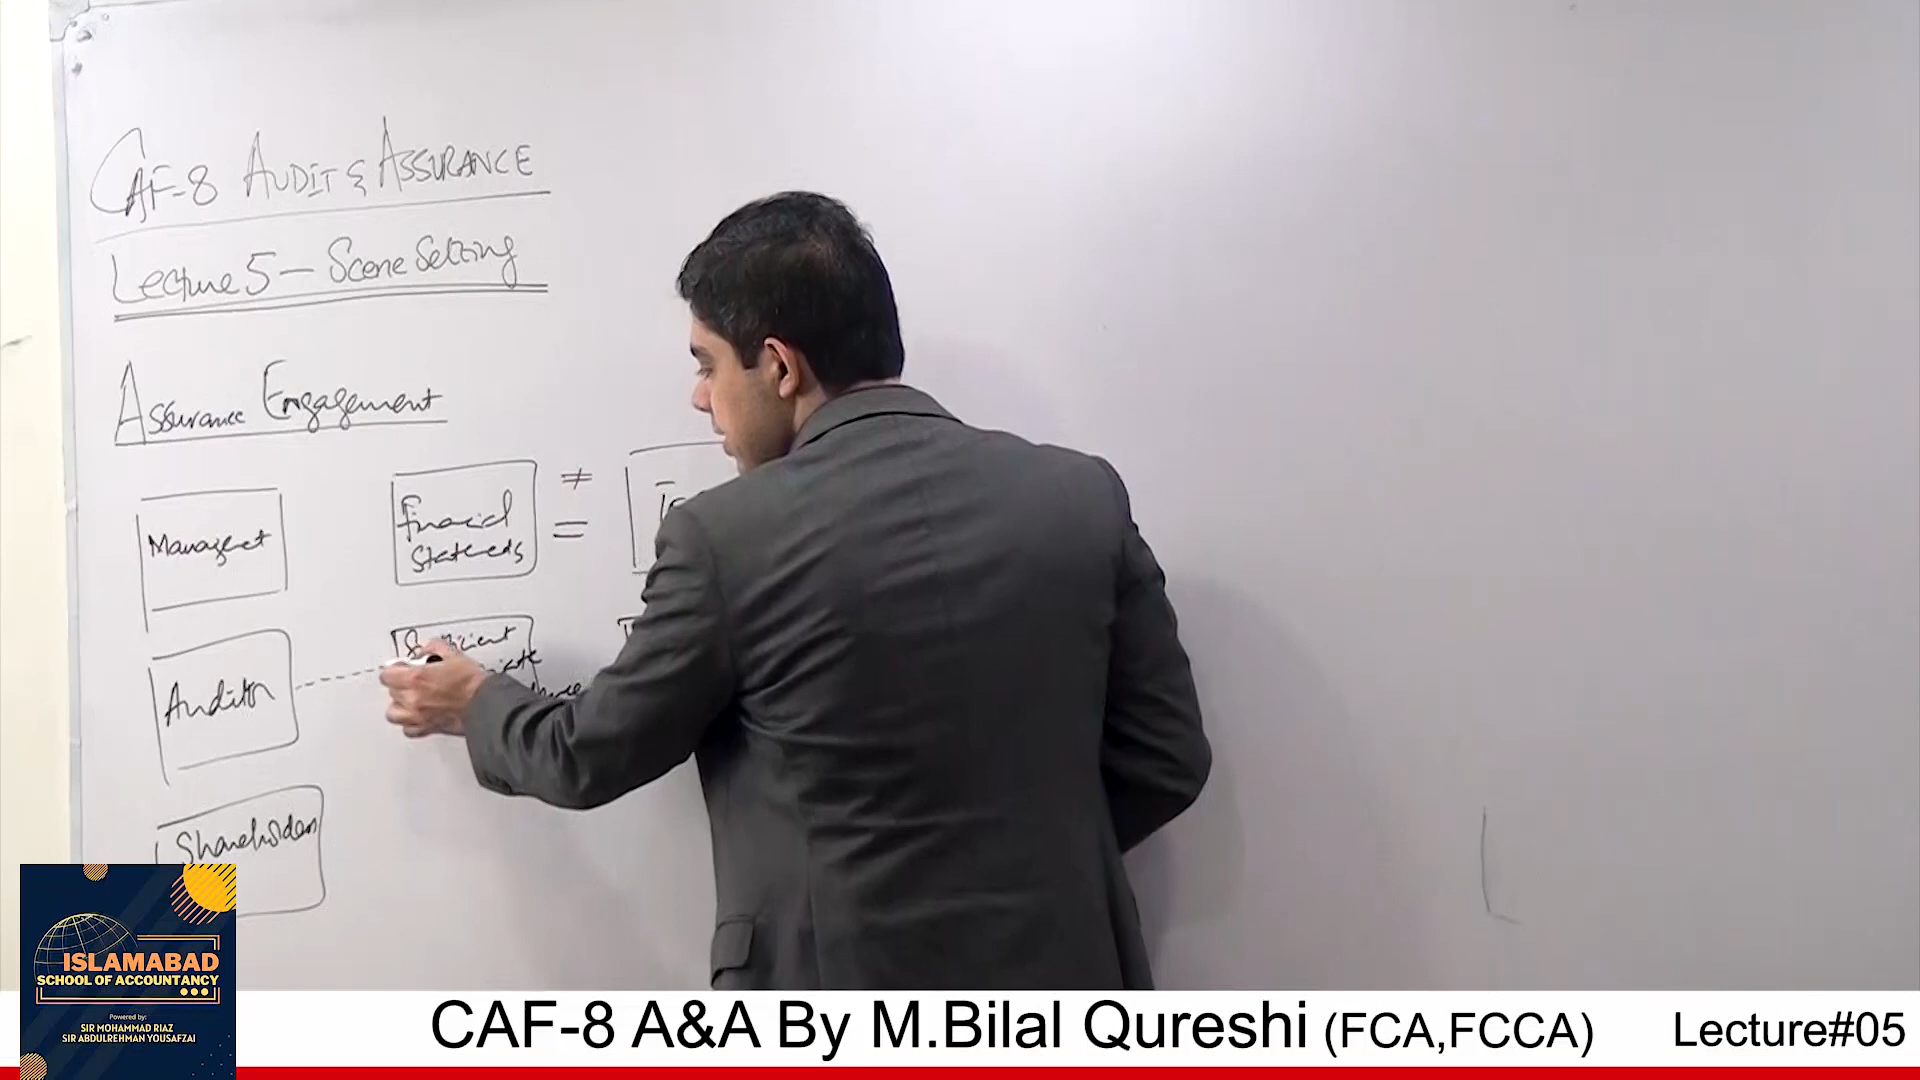 CAF-8 AUDIT & ASSURANCE
Lecture 5 - Scene Setting
Assurance Engagement
Management
Financial
Statements
≠
=
Auditor
Sufficient
Shareholders
ISLAMABAD
SCHOOL OF ACCOUNTANCY
Powered by:
SIR MOHAMMAD RIAZ
SIR ABDULREHMAN YOUSAFZAI
CAF-8 A&A By M.Bilal Qureshi (FCA,FCCA)
Lecture#05